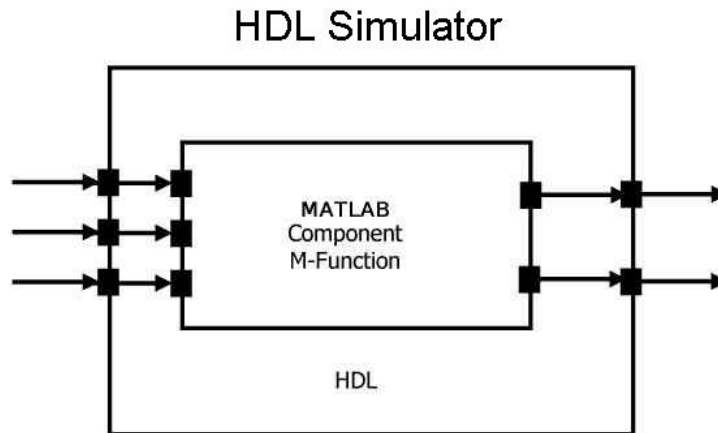 HDL Simulator
MATLAB
Component
M-Function
HDL